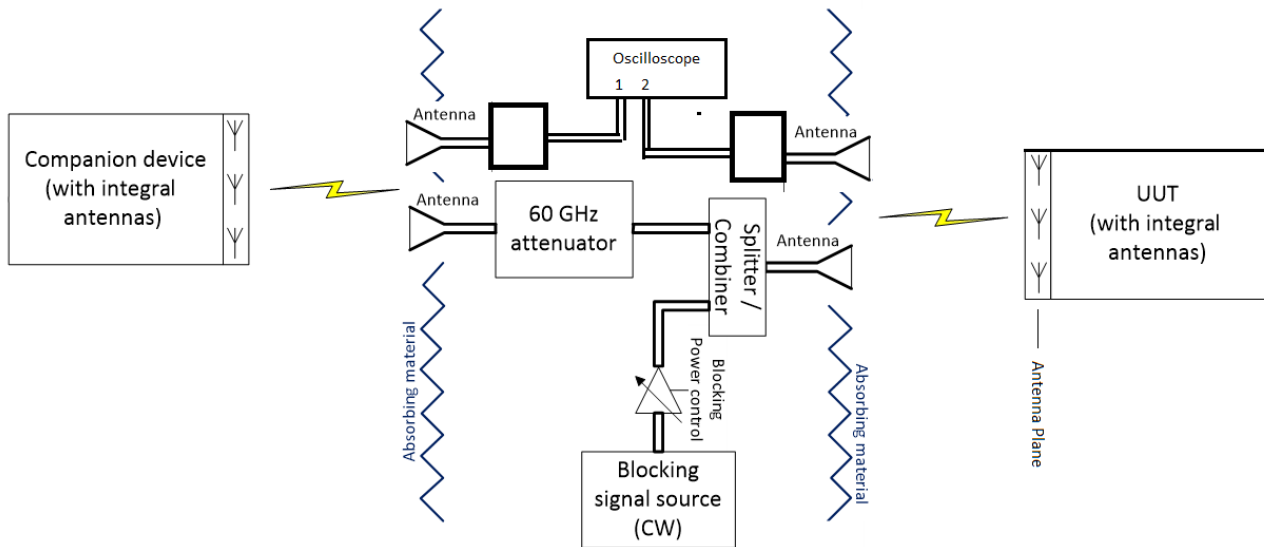 Oscilloscope
1 2
Antenna
Antenna
Companion device
(with integral
antennas)
Antenna
60 GHz
attenuator
Splitter /
Combiner
Antenna
UUT
(with integral
antennas)
Absorbing material
Blocking
Power control
Absorbing material
Antenna Plane
Blocking
signal source
(CW)